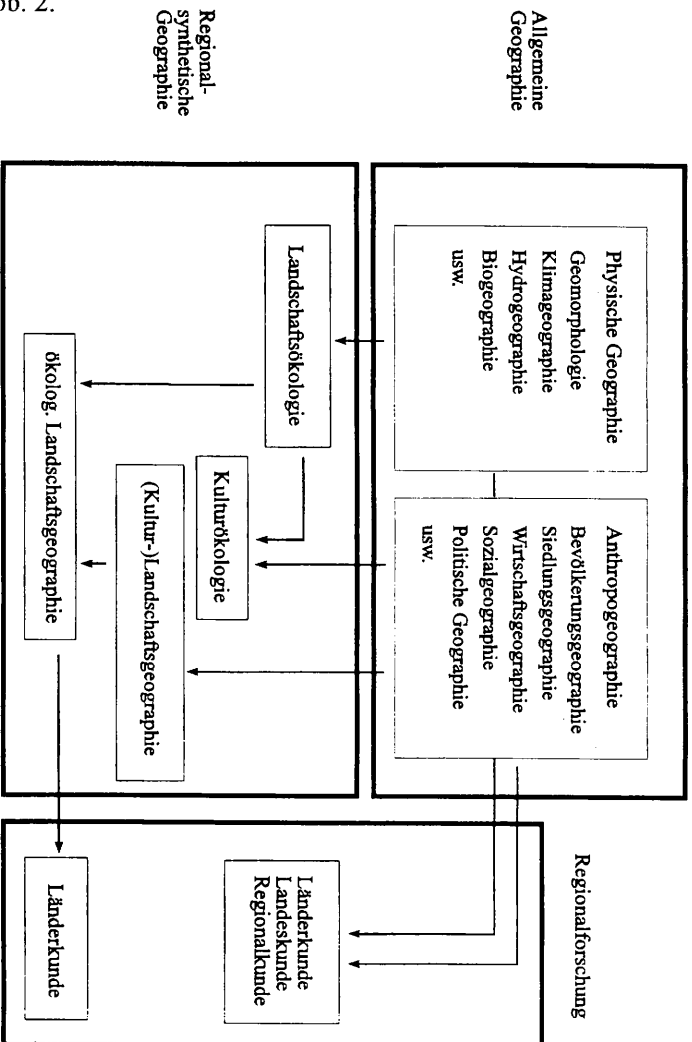 bb. 2.
Allgemeine
Geographie
Physische Geographie
Geomorphologie
Klimageographie
Hydrogeographie
Biogeographie
usw.
Anthropogeographie
Bevölkerungsgeographie
Siedlungsgeographie
Wirtschaftsgeographie
Sozialgeographie
Politische Geographie
usw.
Regionalforschung
Länderkunde
Landeskunde
Regionalkunde
Regional-
synthetische
Geographie
Landschaftsökologie
Kulturökologie
(Kultur-)Landschaftsgeographie
ökolog. Landschaftsgeographie
Länderkunde